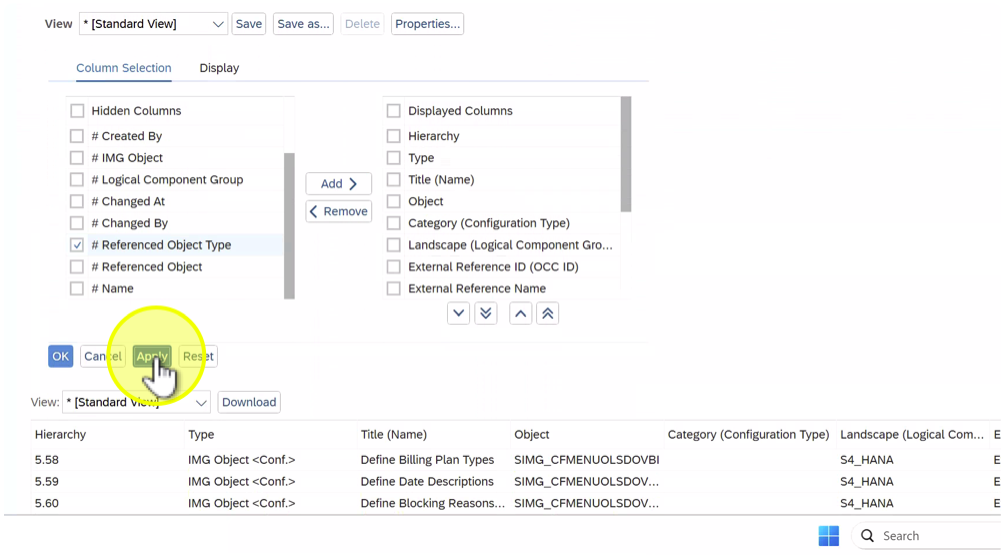 View * [Standard View] Save Save as... Delete Properties...
Column Selection Display
Hidden Columns
# Created By
# IMG Object
# Logical Component Group
# Changed At
# Changed By
# Referenced Object Type
# Referenced Object
# Name
Add
Remove
Displayed Columns
Hierarchy
Type
Title (Name)
Object
Category (Configuration Type)
Landscape (Logical Component Gro...
External Reference ID (OCC ID)
External Reference Name
OK Cancel Apply Reset
View: * [Standard View] Download
Hierarchy Type Title (Name) Object Category (Configuration Type) Landscape (Logical Com... E
5.58 IMG Object <Conf.> Define Billing Plan Types SIMG_CFMENUOLSDOVBI S4_HANA E
5.59 IMG Object <Conf.> Define Date Descriptions SIMG_CFMENUOLSDOV... S4_HANA E
5.60 IMG Object <Conf.> Define Blocking Reasons... SIMG_CFMENUOLSDOV... S4_HANA E
Search